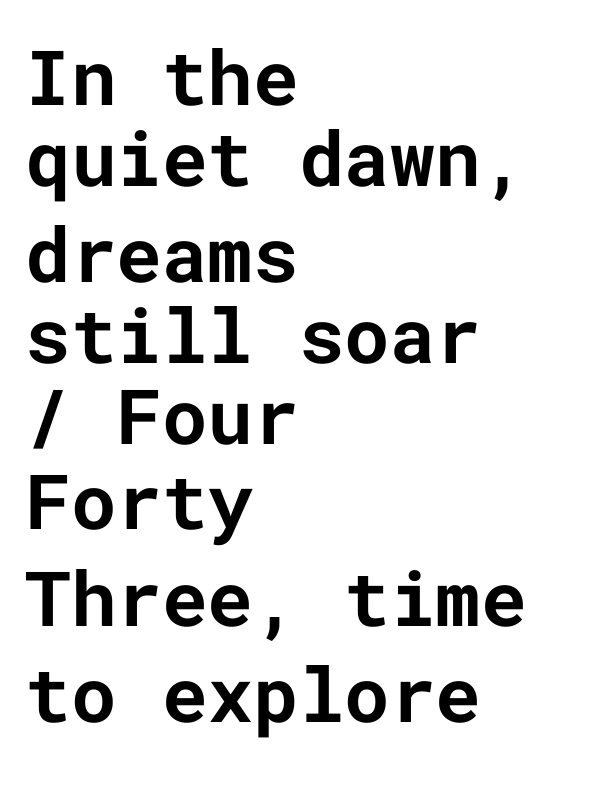 In the
quiet dawn,
dreams
still soar
/ Four
Forty
Three, time
to explore